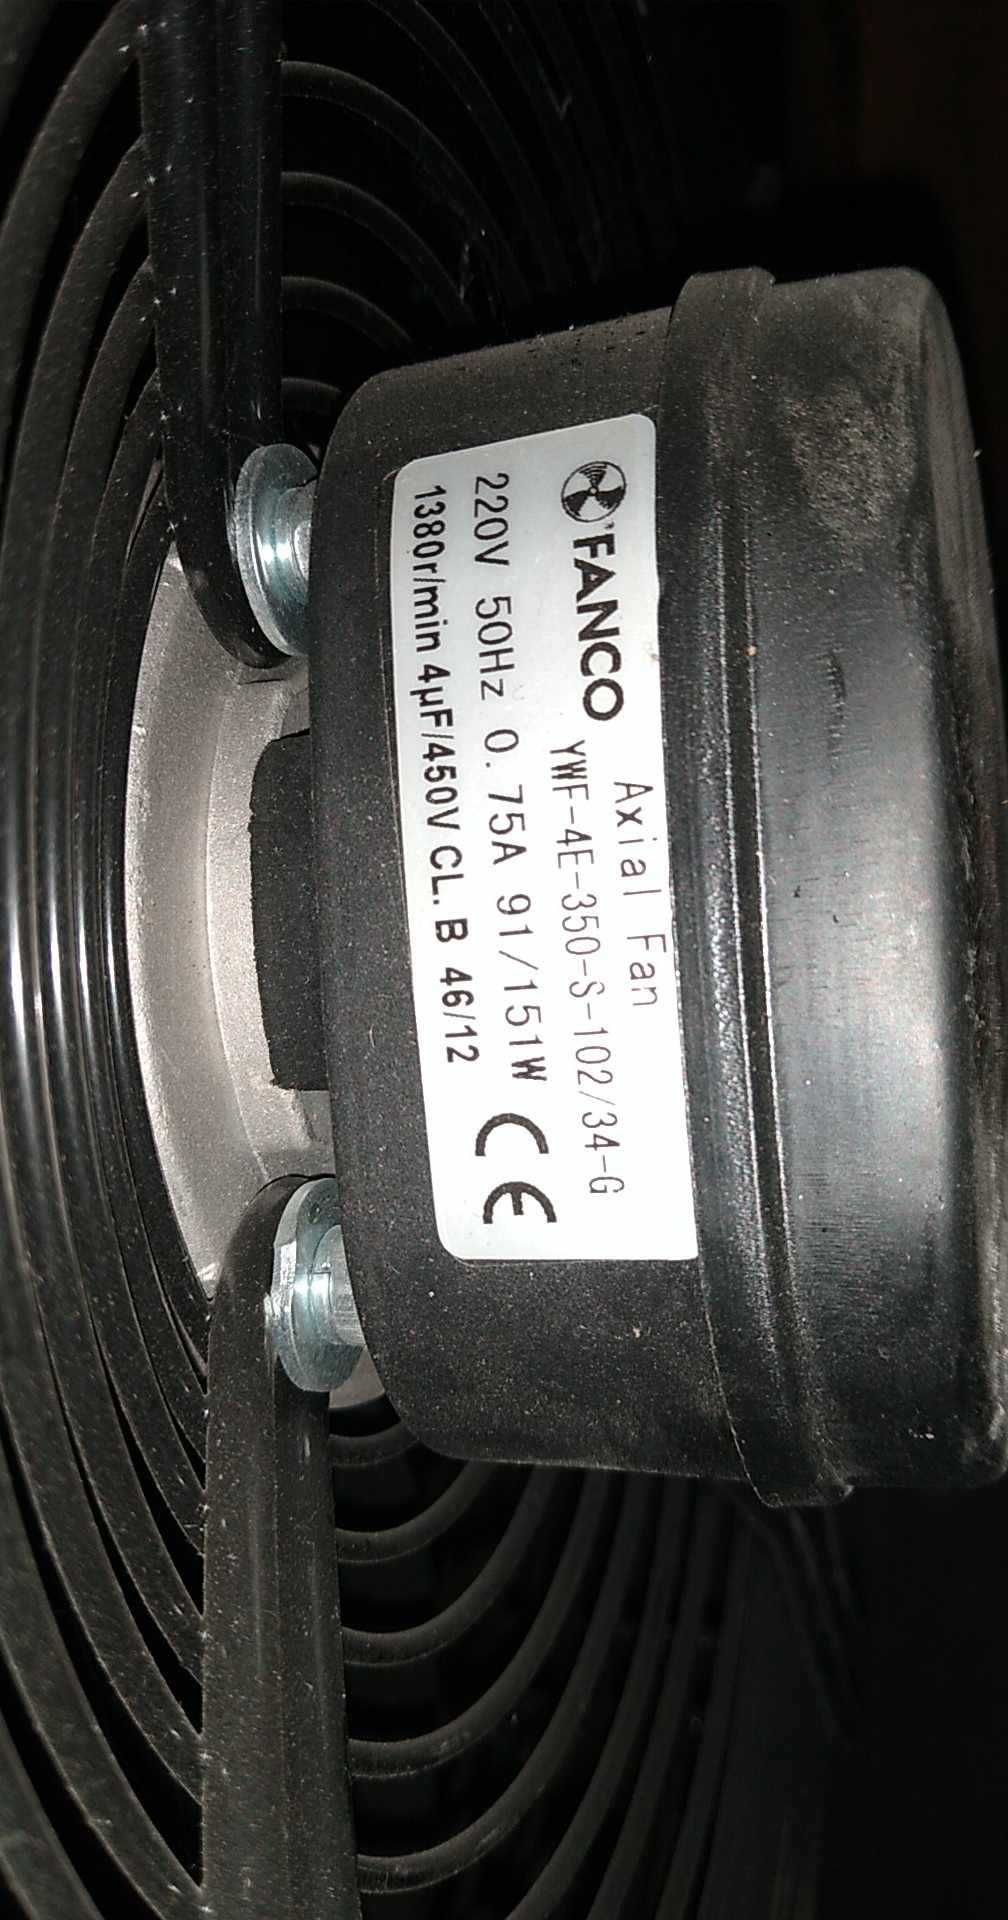 FANCO
Axial Fan
YWF-4E-350-S-102/34-G
220V 50Hz 0.75A 91/151W
1380r/min 4µF/450V CL. B 46/12
CE